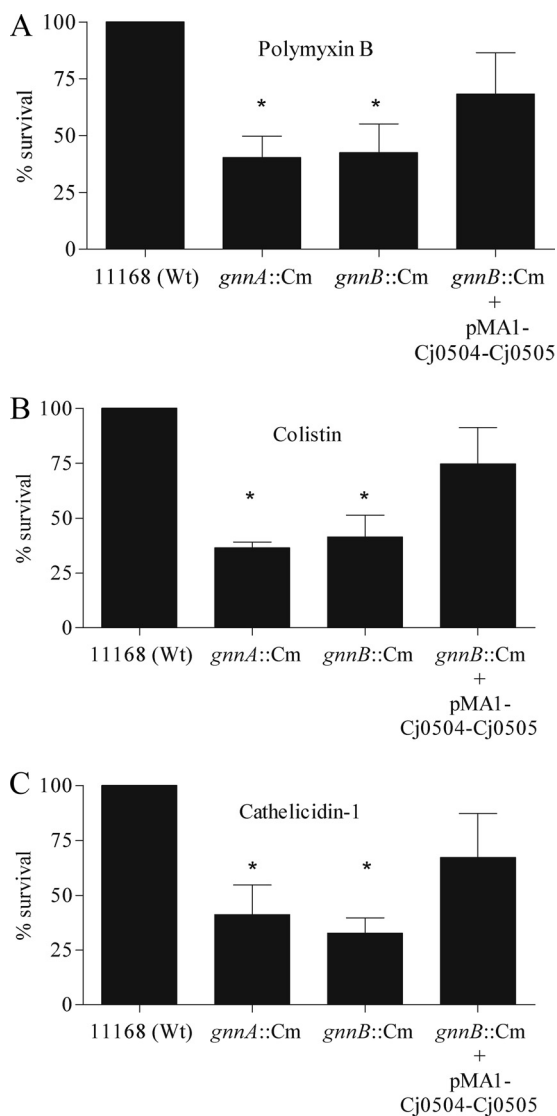 A
Polymyxin B
100
75
50
25
0
% survival
* *
11168 (Wt) gnnA::Cm gnnB::Cm gnnB::Cm
+
pMA1-
Cj0504-Cj0505
B
Colistin
100
75
50
25
0
% survival
* *
11168 (Wt) gnnA::Cm gnnB::Cm gnnB::Cm
+
pMA1-
Cj0504-Cj0505
C
Cathelicidin-1
100
75
50
25
0
% survival
* *
11168 (Wt) gnnA::Cm gnnB::Cm gnnB::Cm
+
pMA1-
Cj0504-Cj0505